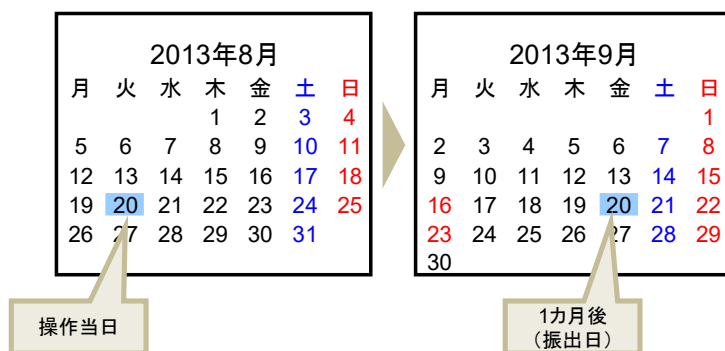 2013年8月
月 火 水 木 金 土 日
1 2 3 4
5 6 7 8 9 10 11
12 13 14 15 16 17 18
19 20 21 22 23 24 25
26 27 28 29 30 31
操作当日
2013年9月
月 火 水 木 金 土 日
1
2 3 4 5 6 7 8
9 10 11 12 13 14 15
16 17 18 19 20 21 22
23 24 25 26 27 28 29
30
1カ月後
（振出日）